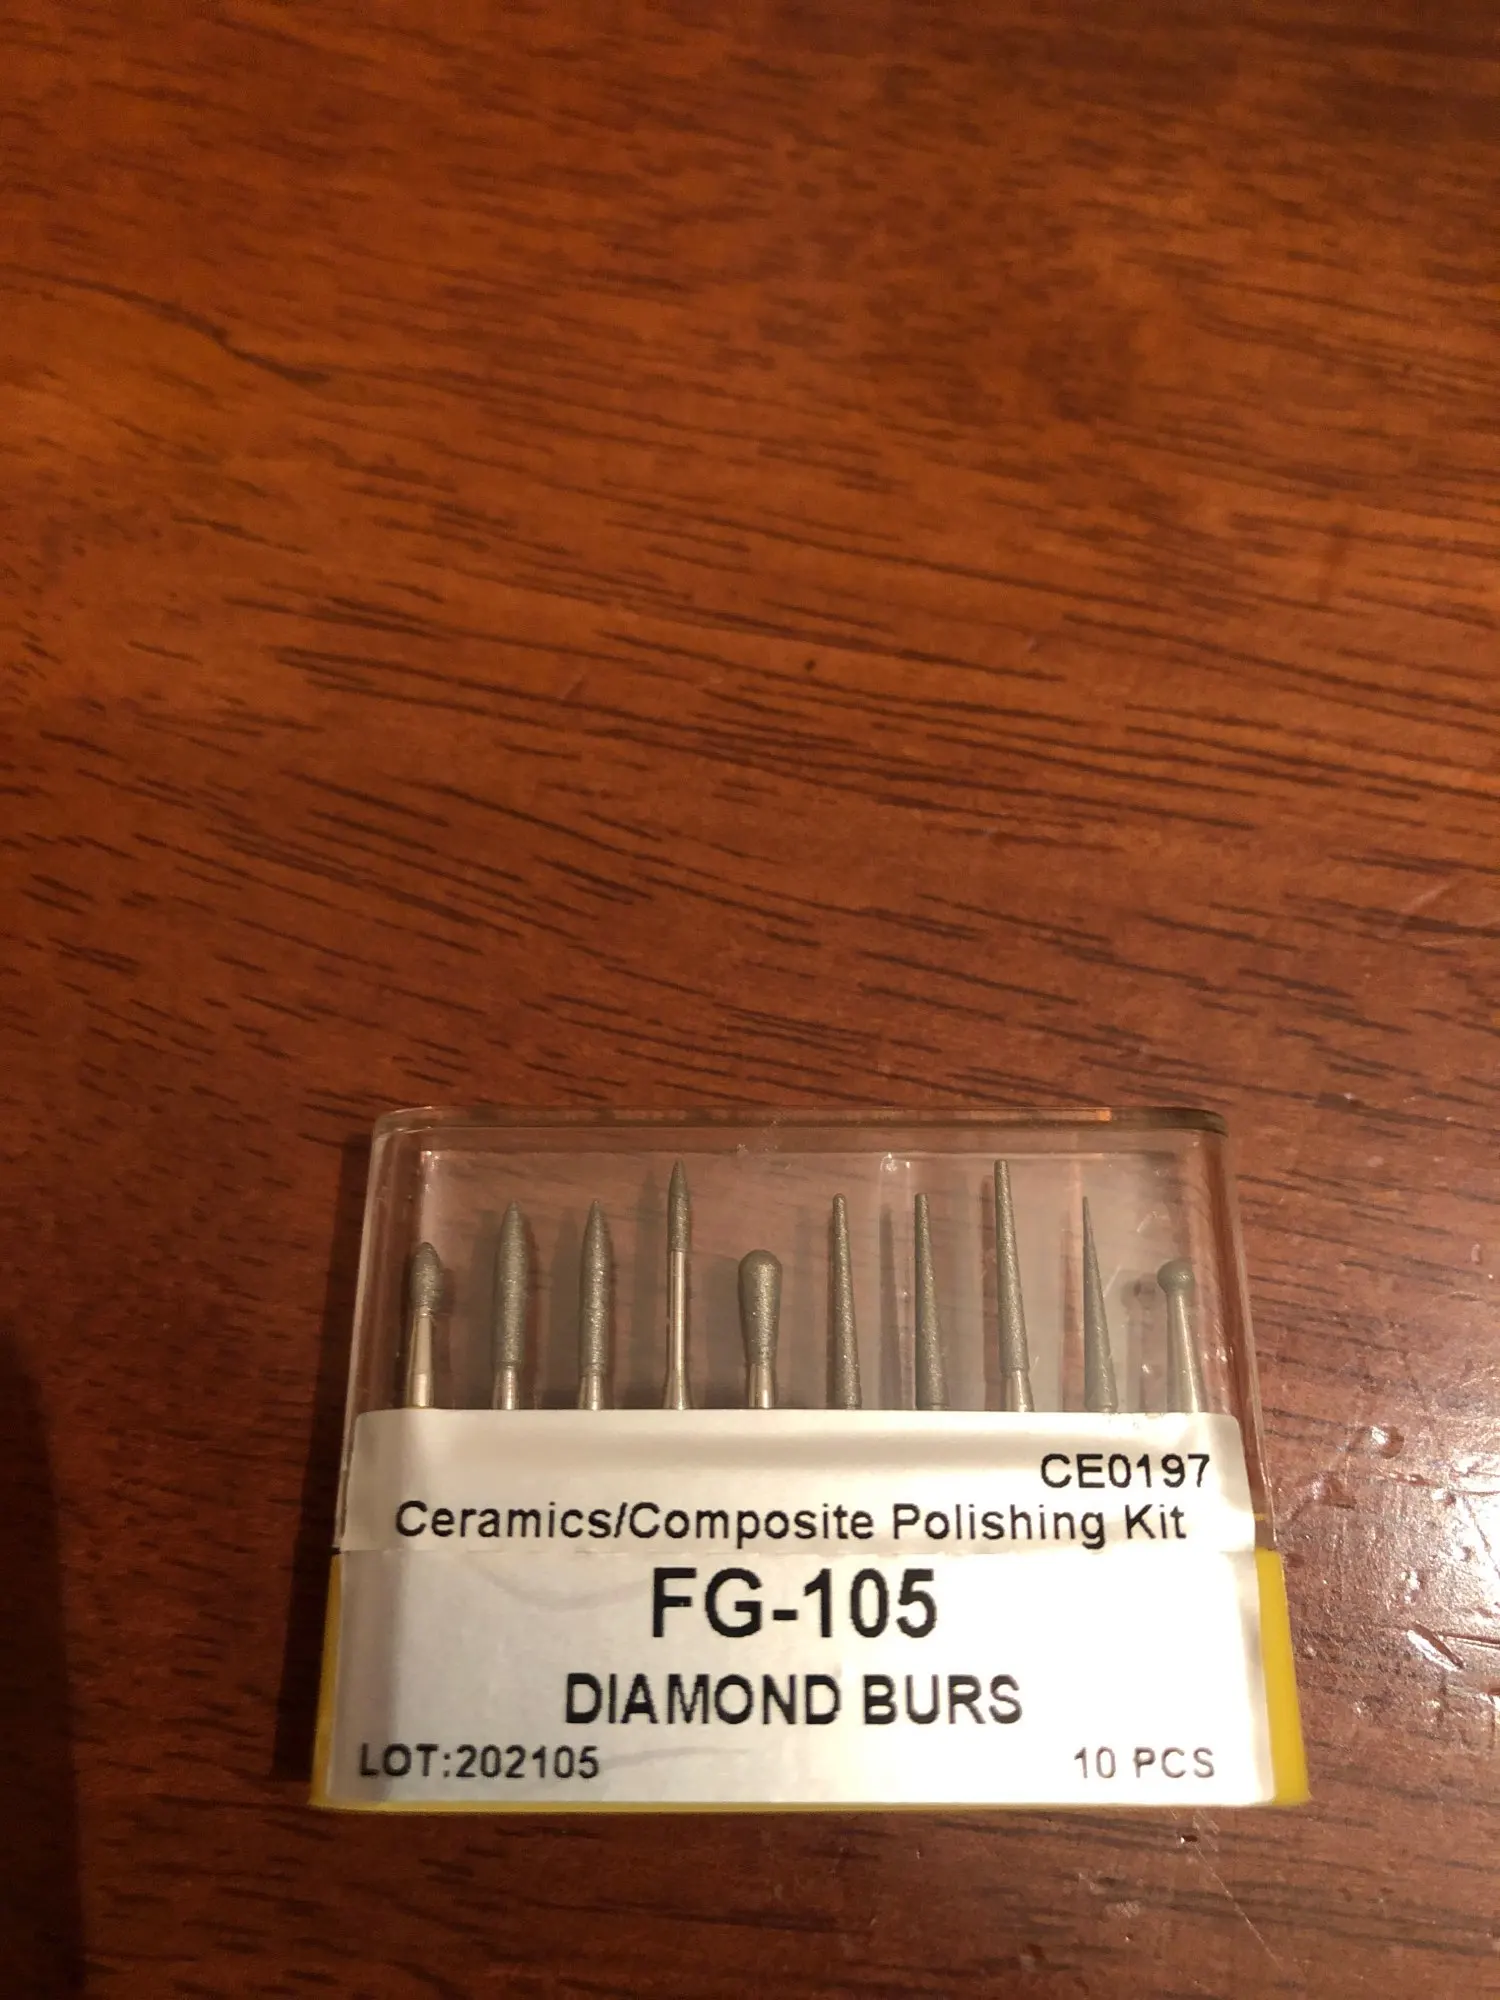 CE0197
Ceramics/Composite Polishing Kit
FG-105
DIAMOND BURS
LOT:202105
10 PCS